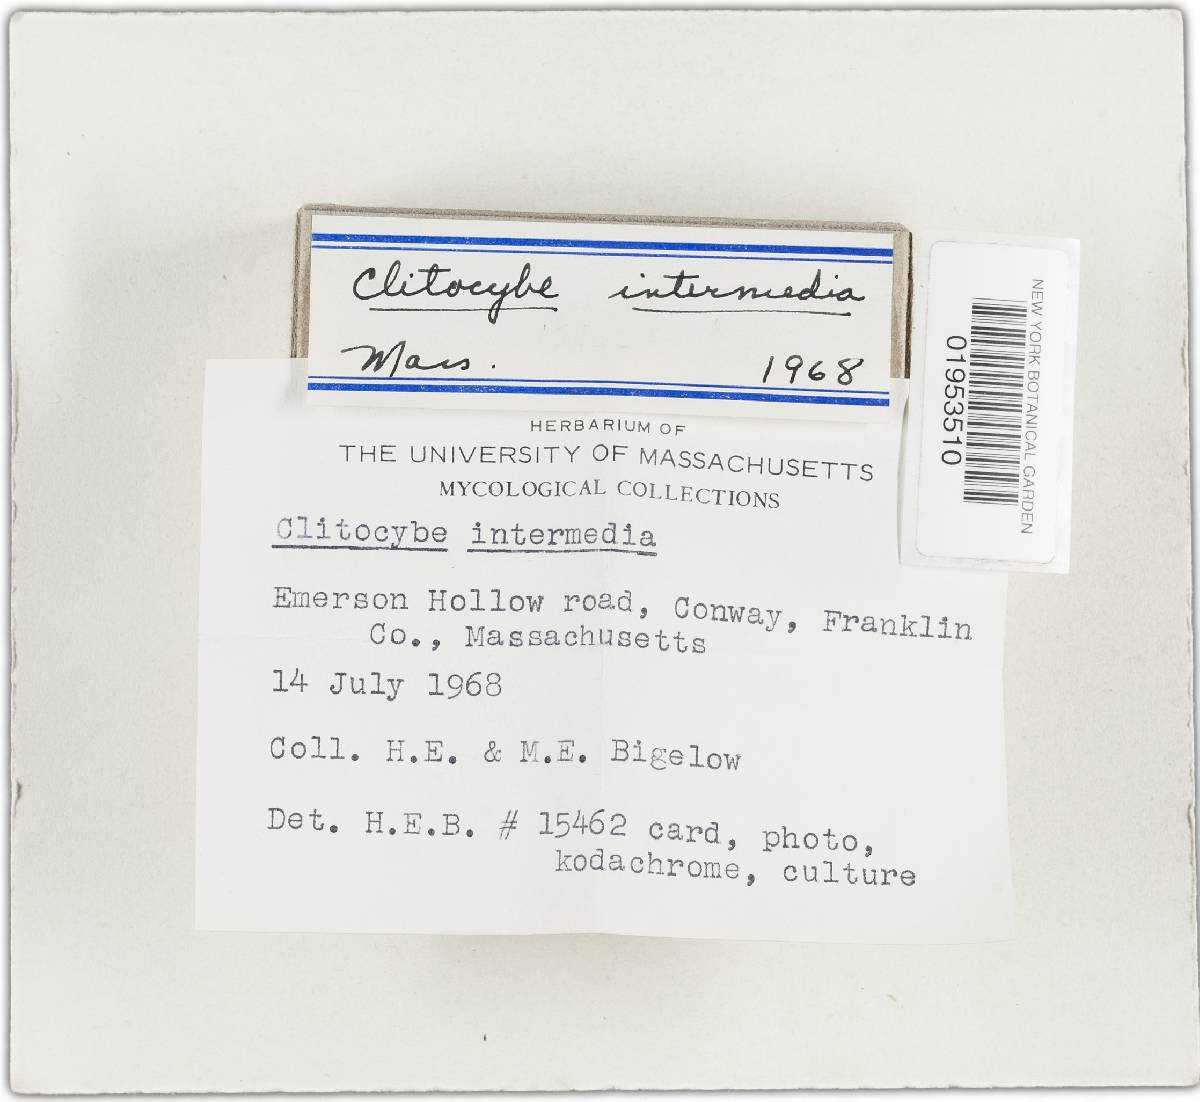 Clitocybe intermedia
Mass. 1968
NEW YORK BOTANICAL GARDEN
01953510
HERBARIUM OF
THE UNIVERSITY OF MASSACHUSETTS
MYCOLOGICAL COLLECTIONS
Clitocybe intermedia
Emerson Hollow road, Conway, Franklin
Co., Massachusetts
14 July 1968
Coll. H.E. & M.E. Bigelow
Det. H.E.B. # 15462 card, photo,
kodachrome, culture